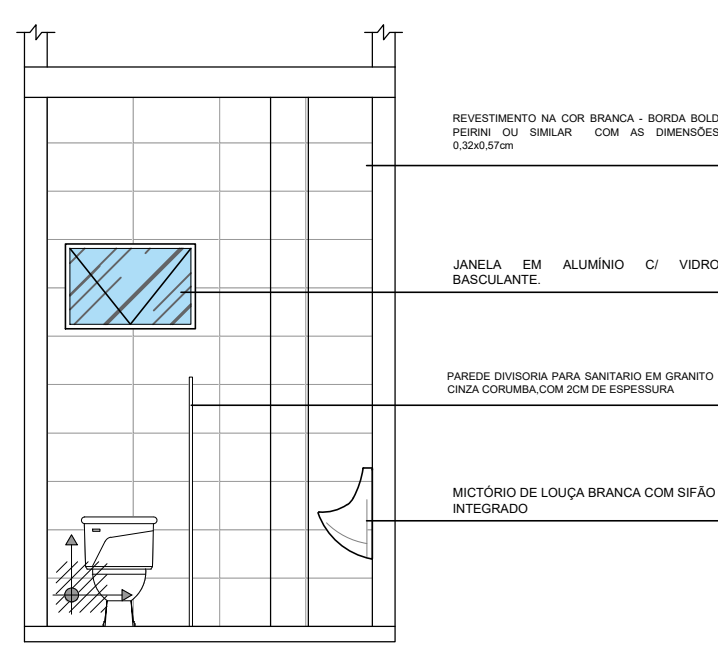 REVESTIMENTO NA COR BRANCA - BORDA BOLD
PEIRINI OU SIMILAR COM AS DIMENSÕES
0,32x0,57cm
JANELA EM ALUMÍNIO C/ VIDRO
BASCULANTE.
PAREDE DIVISORIA PARA SANITARIO EM GRANITO
CINZA CORUMBA,COM 2CM DE ESPESSURA
MICTÓRIO DE LOUÇA BRANCA COM SIFÃO
INTEGRADO